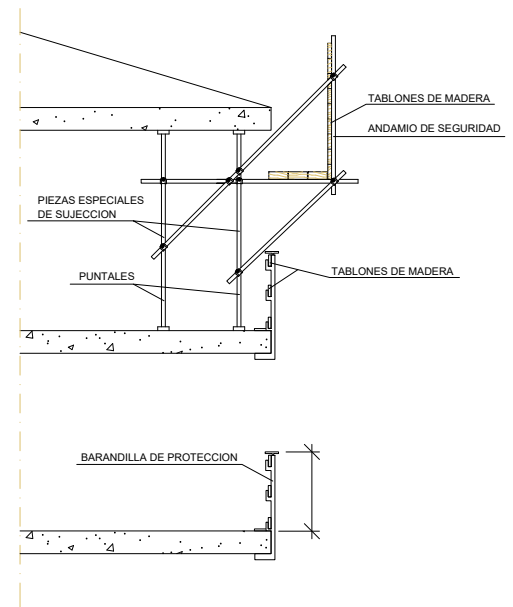 TABLONES DE MADERA
ANDAMIO DE SEGURIDAD
PIEZAS ESPECIALES
DE SUJECCION
PUNTALES
TABLONES DE MADERA
BARANDILLA DE PROTECCION